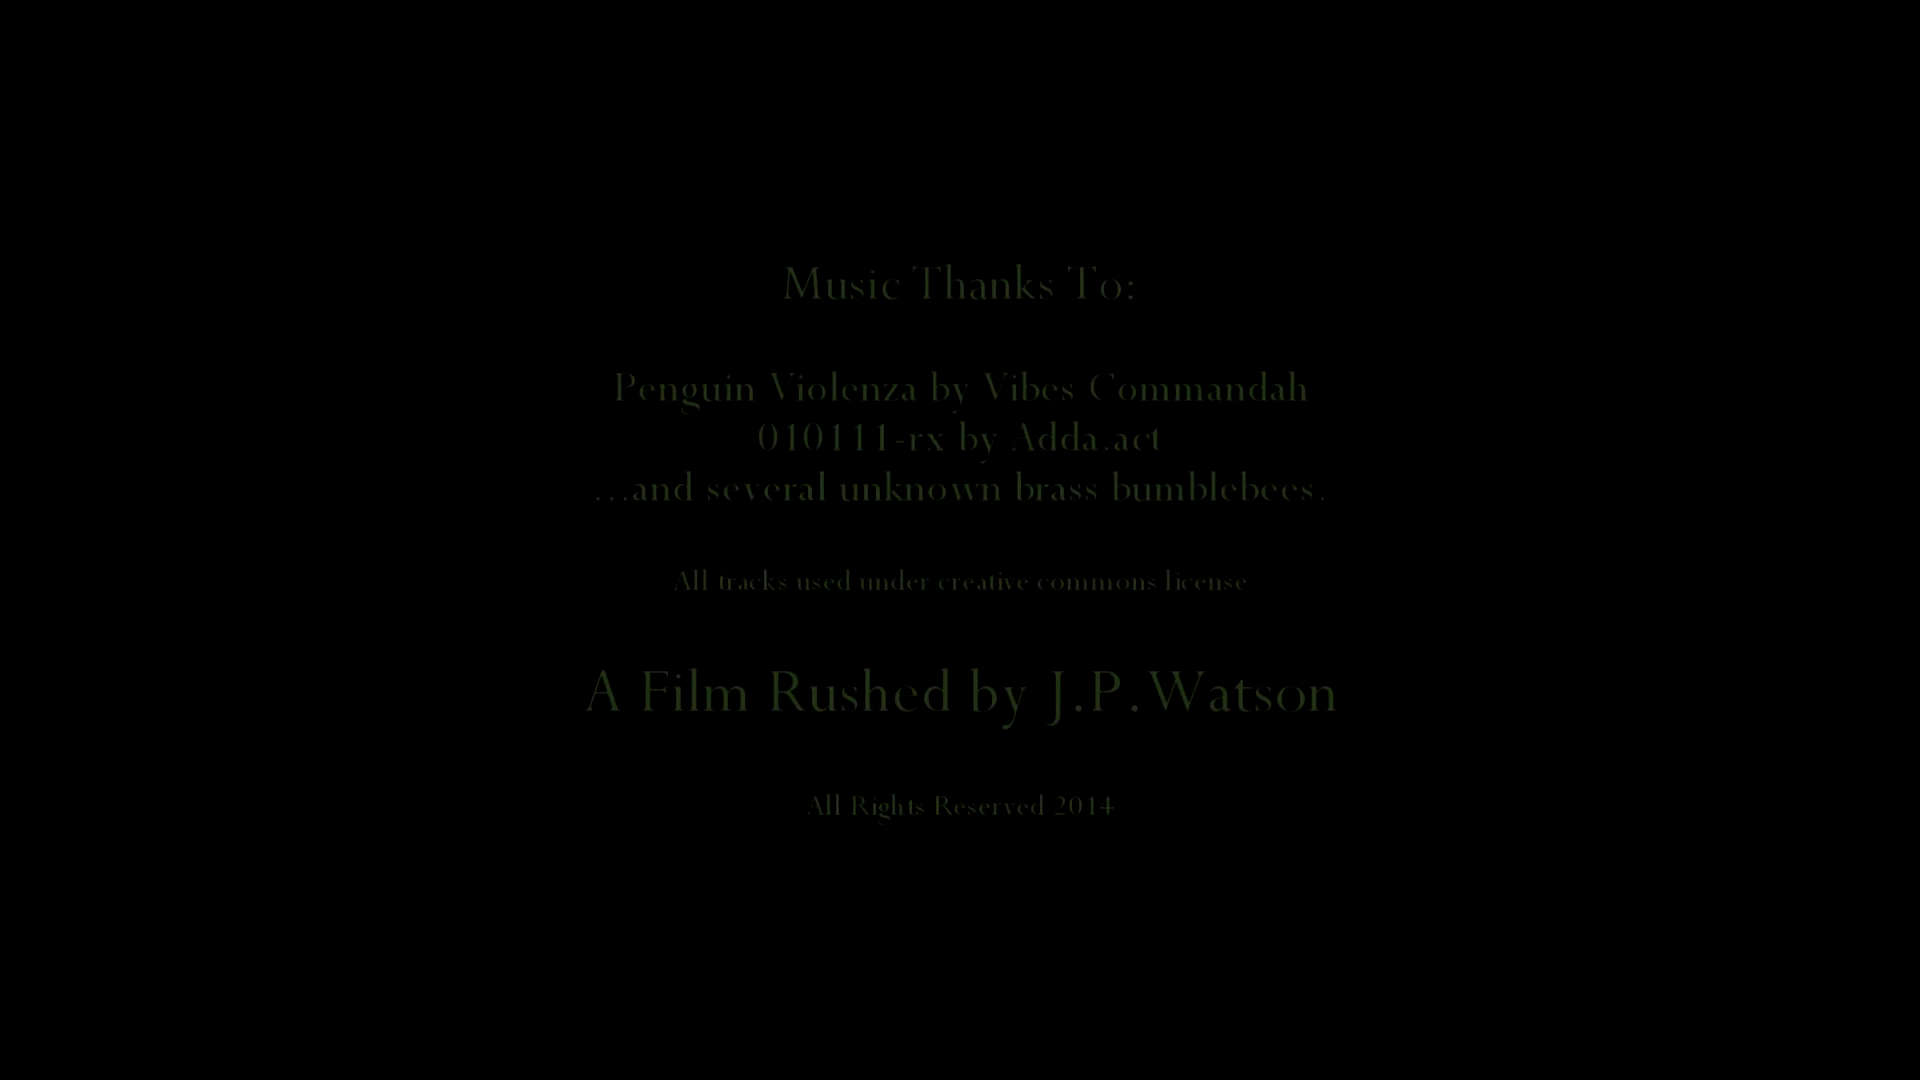 Music Thanks To:
Penguin Violenza by Vibes Commandah
010111-rx by Adda.act
...and several unknown brass bumblebees.
All tracks used under creative commons license
A Film Rushed by J.P.Watson
All Rights Reserved 2014